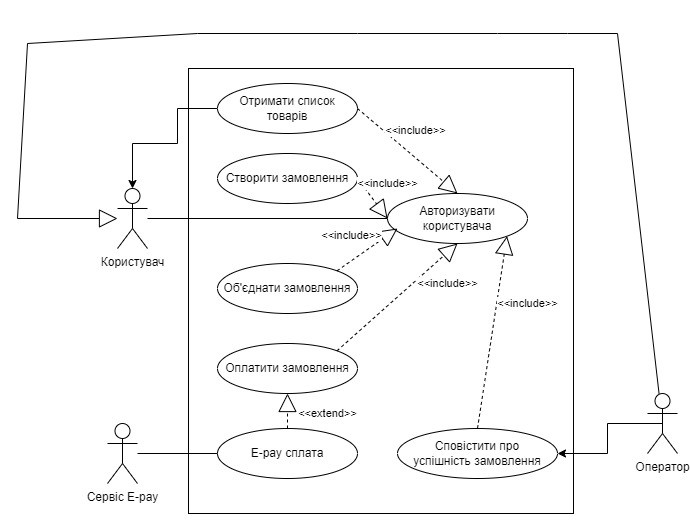 Отримати список
товарів
<<include>>
Створити замовлення
<<include>>
Авторизувати
користувача
<<include>>
Користувач
Об'єднати замовлення
<<include>>
<<include>>
Оплатити замовлення
<<extend>>
E-pay сплата
Сповістити про
успішність замовлення
Оператор
Сервіс E-pay